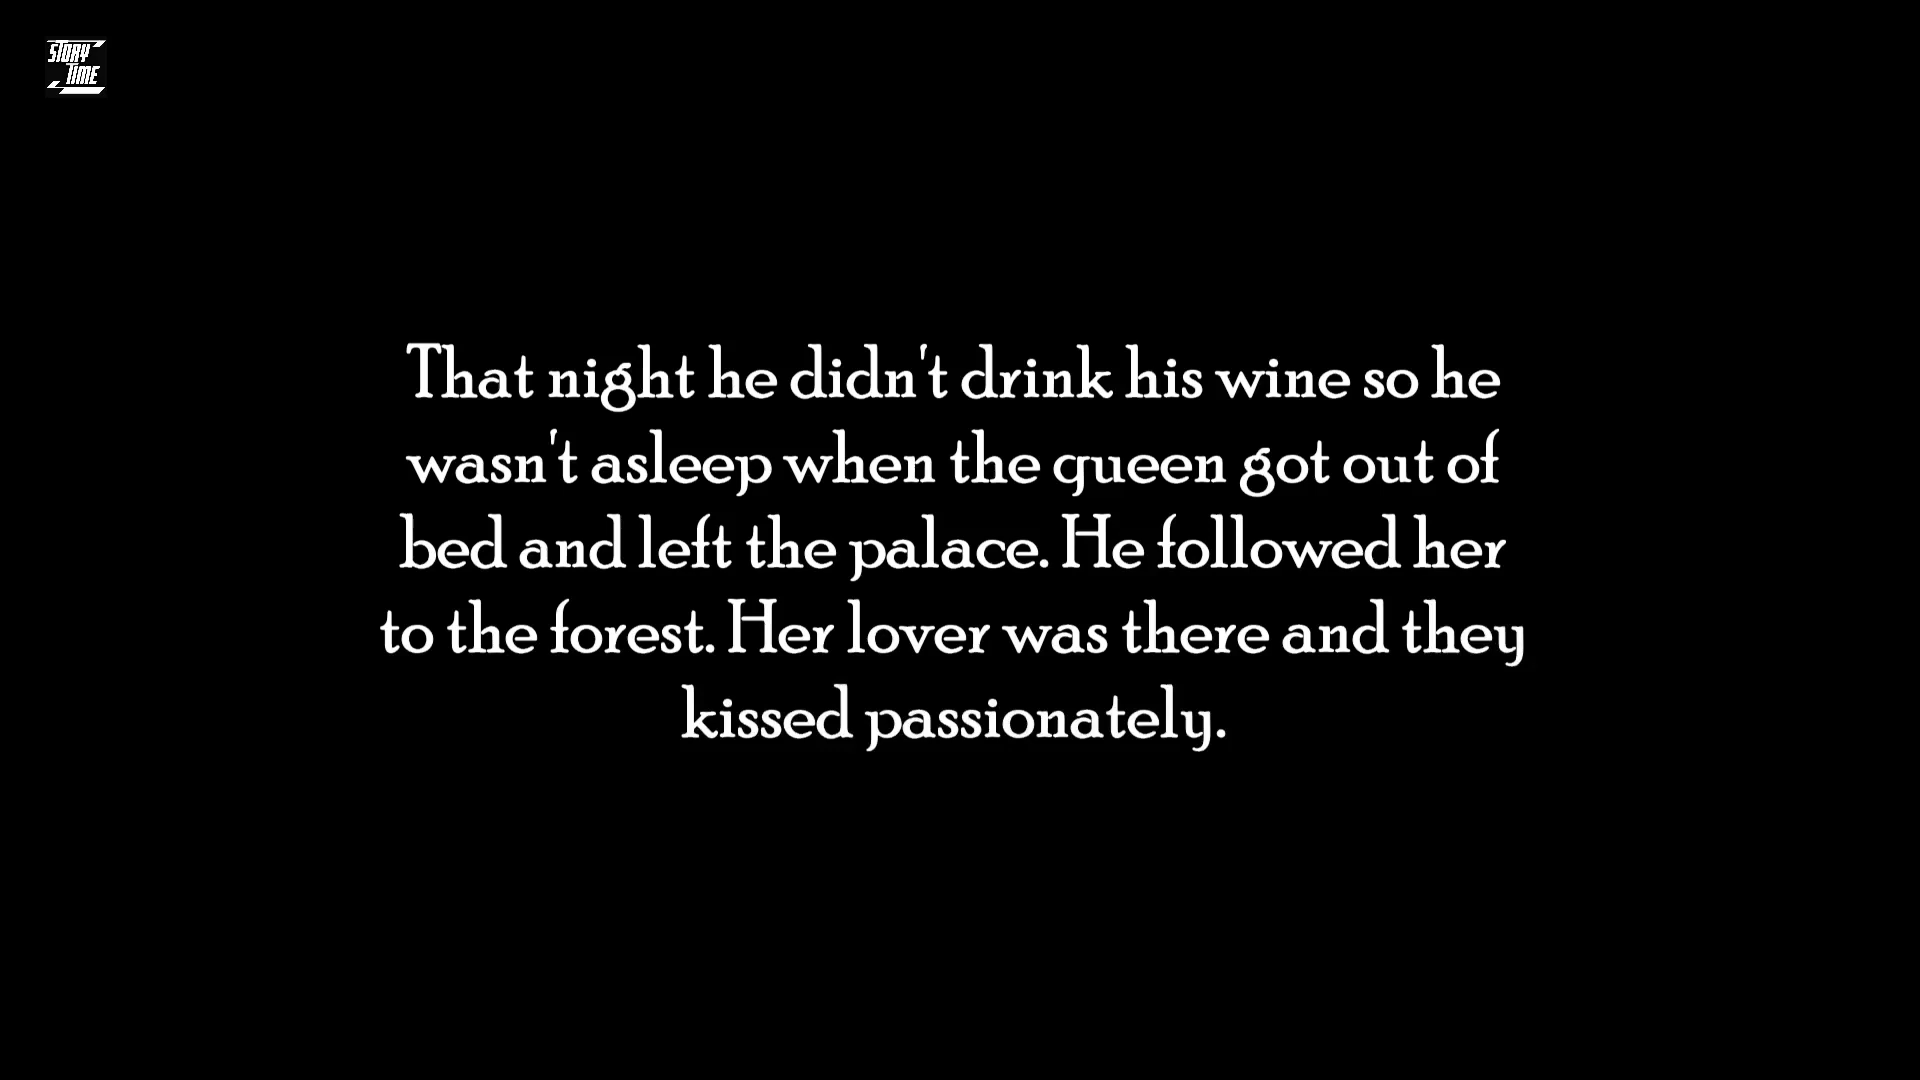 STORY
TIME
That night he didn't drink his wine so he
wasn't asleep when the queen got out of
bed and left the palace. He followed her
to the forest. Her lover was there and they
kissed passionately.